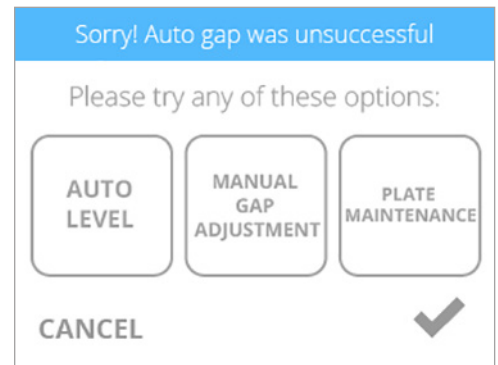 Sorry! Auto gap was unsuccessful
Please try any of these options:
AUTO
LEVEL
MANUAL
GAP
ADJUSTMENT
PLATE
MAINTENANCE
CANCEL